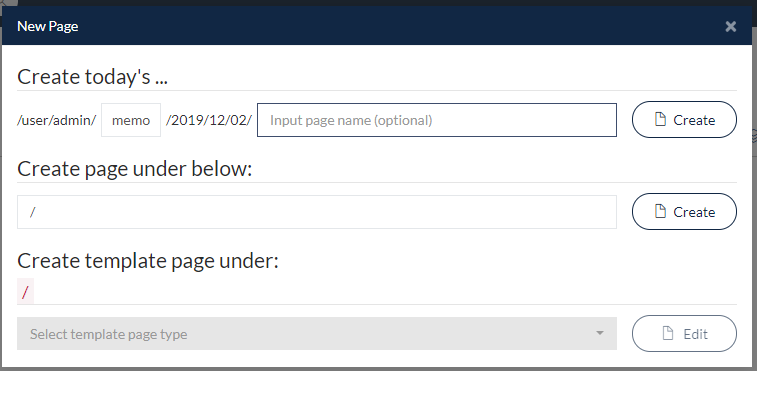 New Page
Create today's ...
/user/admin/ memo /2019/12/02/ Input page name (optional) Create
Create page under below:
/ Create
Create template page under:
/
Select template page type Edit